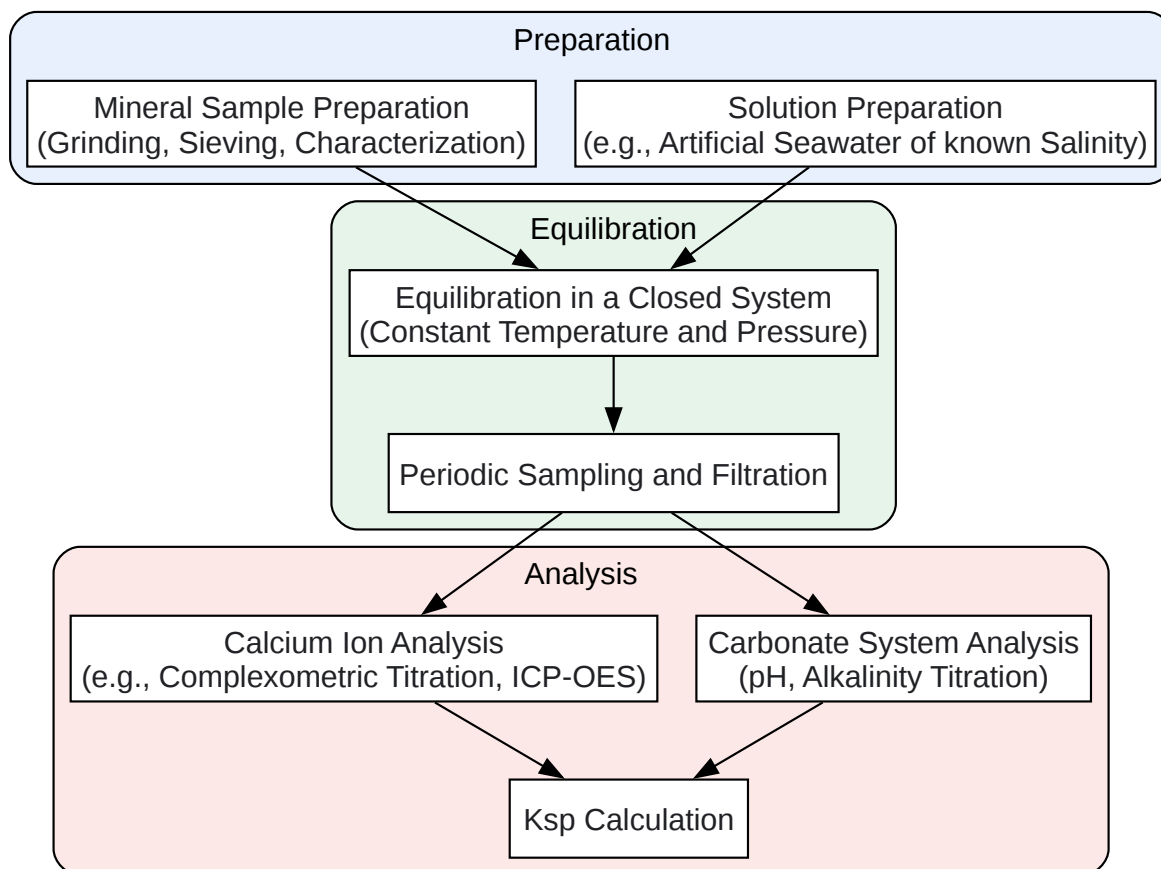 Preparation
Mineral Sample Preparation
(Grinding, Sieving, Characterization)
Solution Preparation
(e.g., Artificial Seawater of known Salinity)
Equilibration
Equilibration in a Closed System
(Constant Temperature and Pressure)
Periodic Sampling and Filtration
Analysis
Calcium Ion Analysis
(e.g., Complexometric Titration, ICP-OES)
Carbonate System Analysis
(pH, Alkalinity Titration)
Ksp Calculation